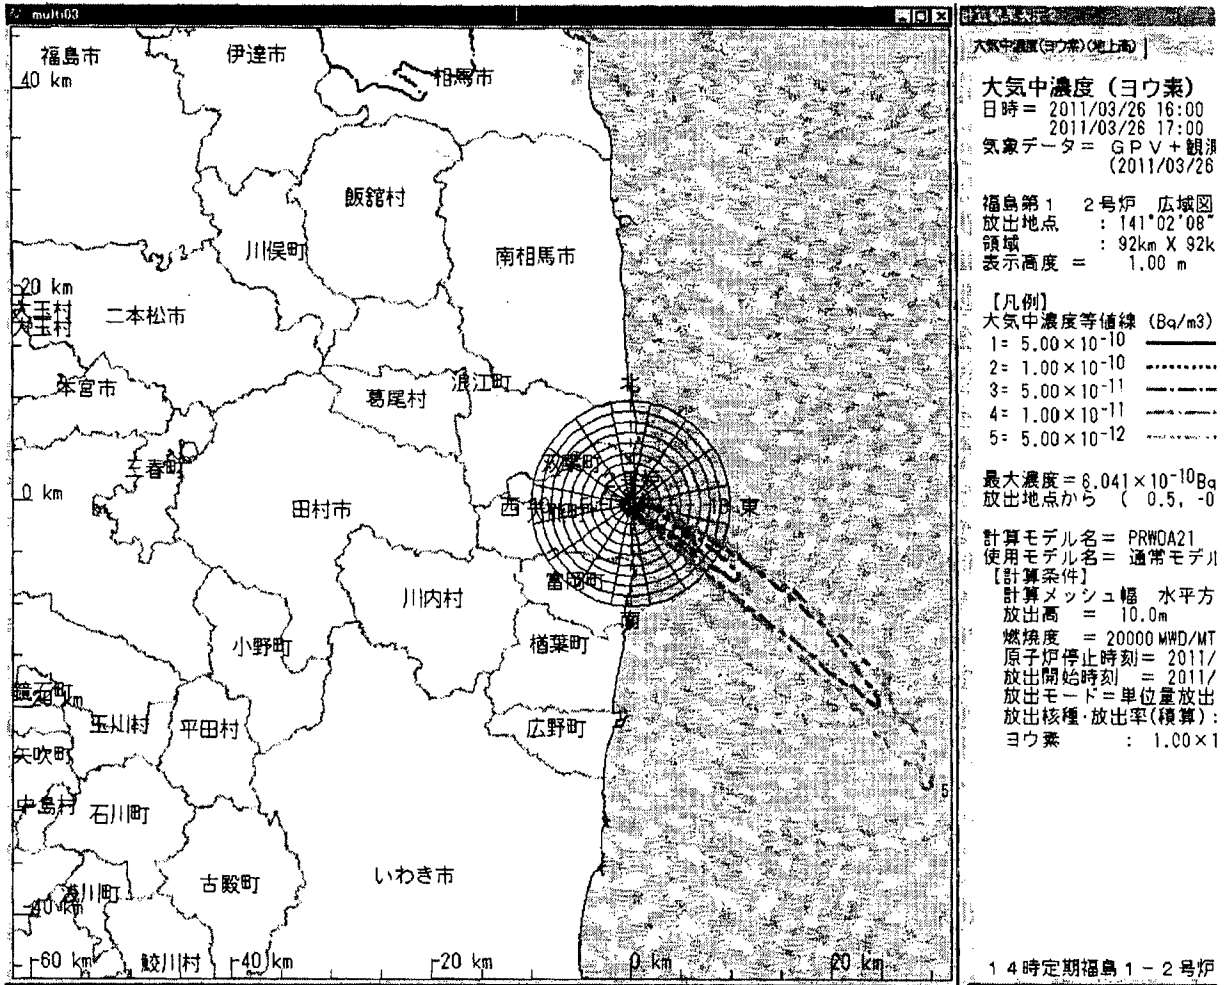 multi03
福島市
伊達市
相馬市
40 km
飯舘村
川俣町
南相馬市
20 km
大玉村
大玉村
二本松市
本宮市
浪江町
葛尾村
北
三春町
双葉町
0 km
田村市
西
東
富岡町
川内村
南
小野町
楢葉町
鏡石町
玉川村
平田村
広野町
矢吹町
中島村
石川町
5
浅川町
古殿町
いわき市
-40 km
鮫川村
-60 km
-40 km
-20 km
0 km
20 km
大気中濃度(ヨウ素)(地上高)
大気中濃度（ヨウ素）
日時＝ 2011/03/26 16:00
2011/03/26 17:00
気象データ＝ ＧＰＶ＋観測
(2011/03/26
福島第１ ２号炉 広域図
放出地点 : 141°02'08"
領域 : 92km X 92k
表示高度 ＝ 1.00 m
【凡例】
大気中濃度等値線 (Bq/m3)
1= 5.00×10⁻¹⁰
2= 1.00×10⁻¹⁰
3= 5.00×10⁻¹¹
4= 1.00×10⁻¹¹
5= 5.00×10⁻¹²
最大濃度＝8.041×10⁻¹⁰Bq
放出地点から ( 0.5, -0
計算モデル名＝ PRWDA21
使用モデル名＝ 通常モデル
【計算条件】
計算メッシュ幅 水平方
放出高 ＝ 10.0m
燃焼度 ＝ 20000 MWD/MT
原子炉停止時刻＝ 2011/
放出開始時刻 ＝ 2011/
放出モード＝単位量放出
放出核種・放出率(積算) :
ヨウ素 : 1.00×1
１４時定期福島１－２号炉